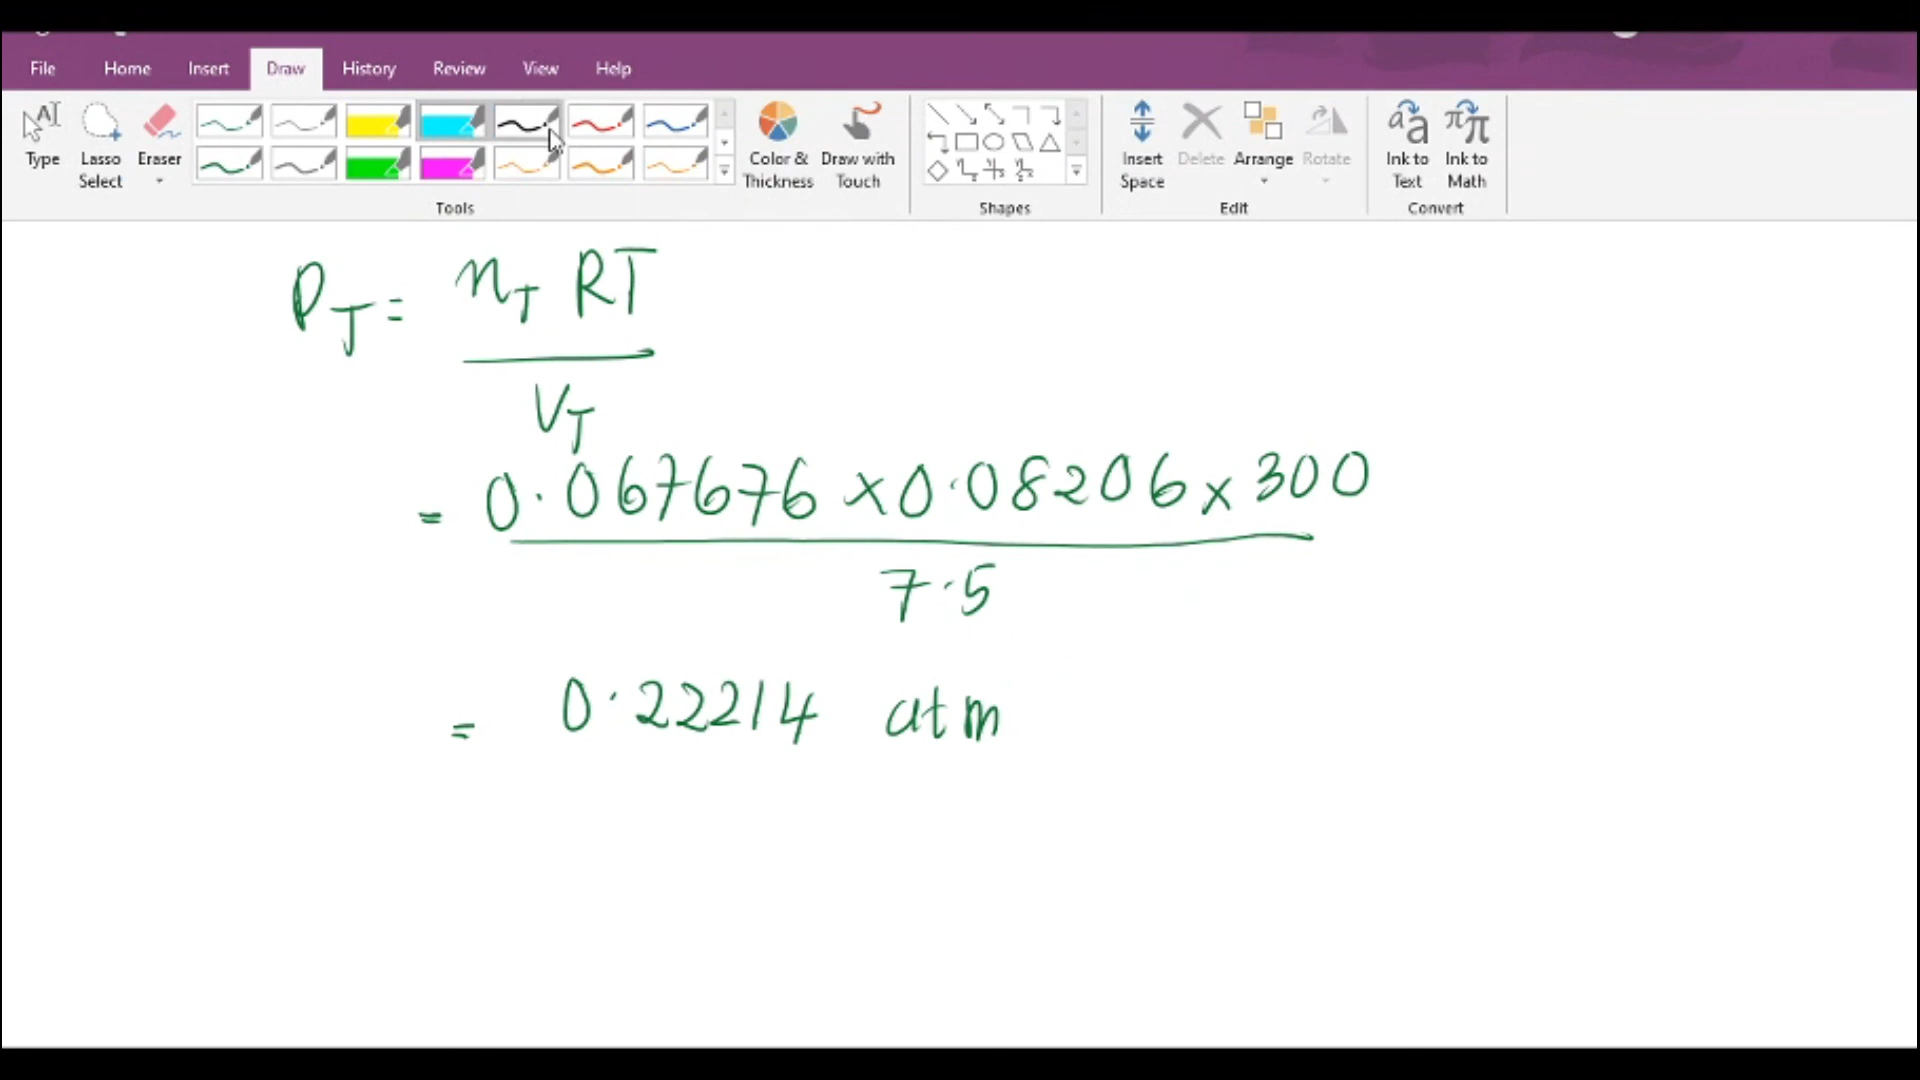 File Home Insert Draw History Review View Help
Type Lasso Select Eraser Color & Thickness Draw with Touch Insert Space Delete Arrange Rotate Ink to Text Ink to Math
Tools Shapes Edit Convert
P_T = n_T RT
V_T
= 0.067676 × 0.08206 × 300
7.5
= 0.22214 atm